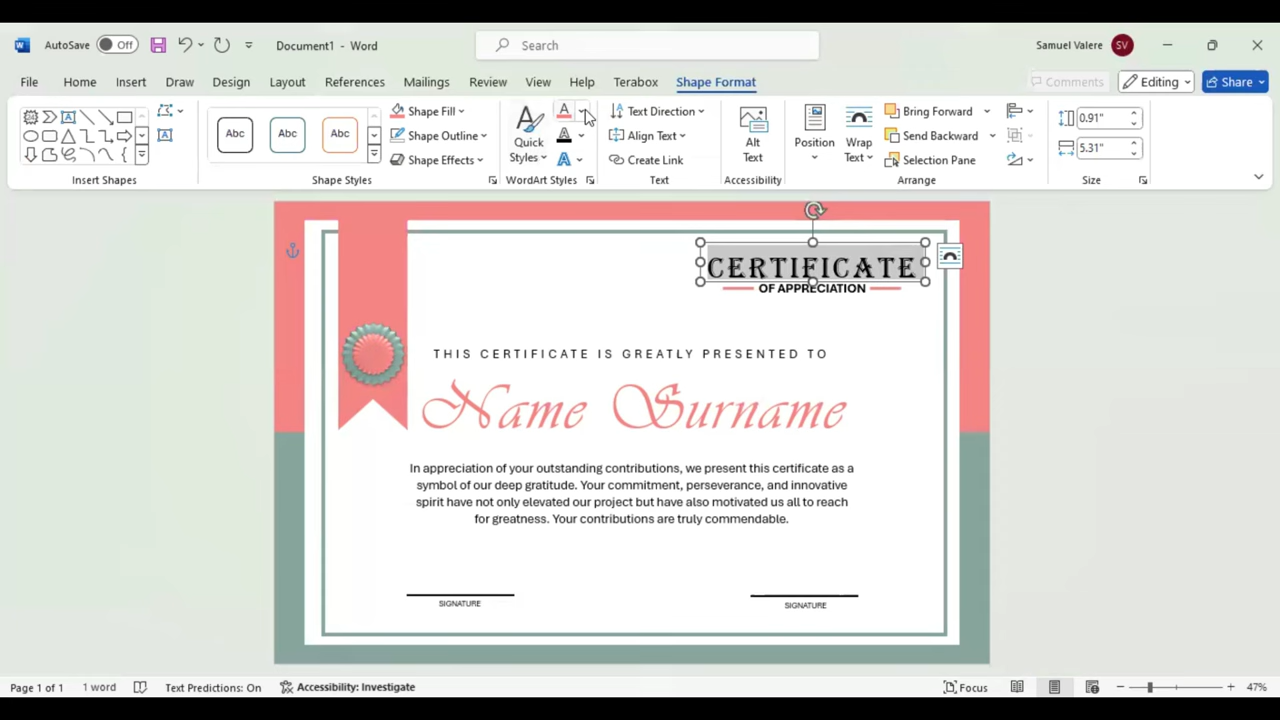 AutoSave Off Document1 - Word Search Samuel Valere SV
File Home Insert Draw Design Layout References Mailings Review View Help Terabox Shape Format Comments Editing Share
Abc Abc Abc
Shape Fill
Shape Outline
Shape Effects
Quick Styles
A
A
A
Text Direction
Align Text
Create Link
Alt Text
Position
Wrap Text
Bring Forward
Send Backward
Selection Pane
0.91"
5.31"
Insert Shapes Shape Styles WordArt Styles Text Accessibility Arrange Size
CERTIFICATE
OF APPRECIATION
THIS CERTIFICATE IS GREATLY PRESENTED TO
Name Surname
In appreciation of your outstanding contributions, we present this certificate as a
symbol of our deep gratitude. Your commitment, perseverance, and innovative
spirit have not only elevated our project but have also motivated us all to reach
for greatness. Your contributions are truly commendable.
SIGNATURE SIGNATURE
Page 1 of 1 1 word Text Predictions: On Accessibility: Investigate Focus 47%